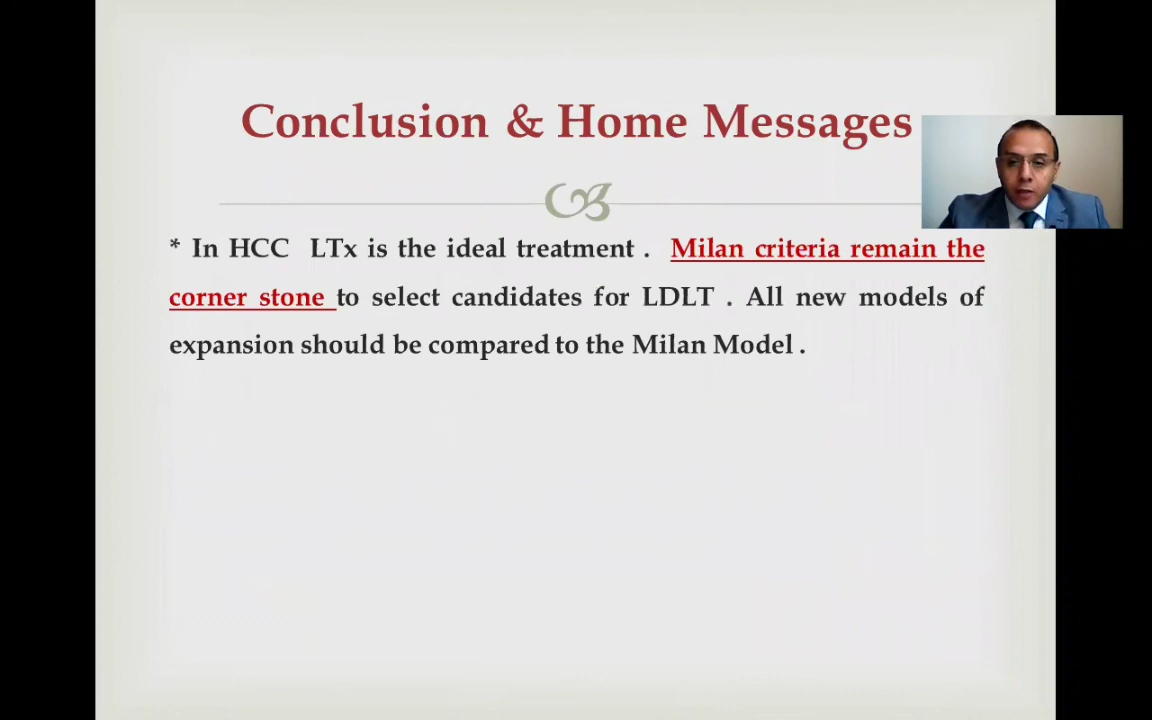 Conclusion & Home Messages
* In HCC LTx is the ideal treatment . Milan criteria remain the
corner stone to select candidates for LDLT . All new models of
expansion should be compared to the Milan Model .